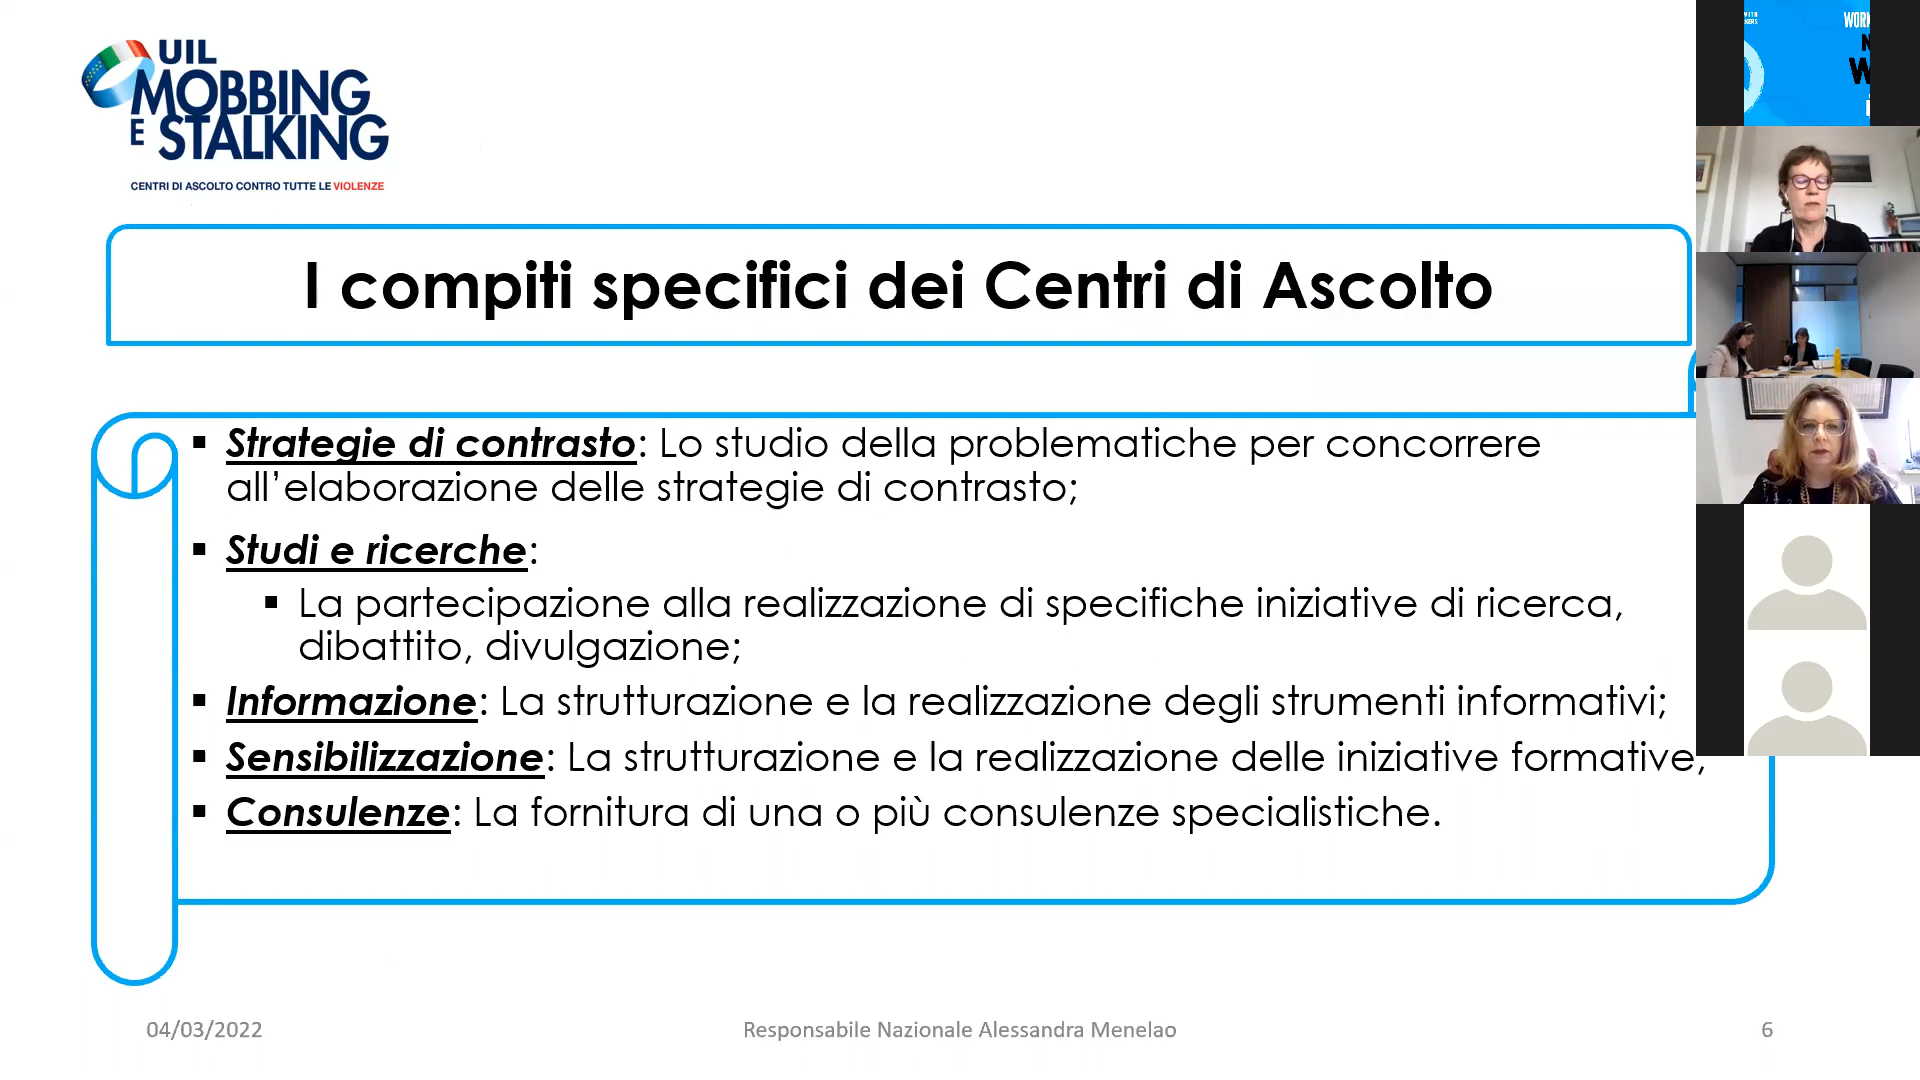 UIL
MOBBING
E STALKING
CENTRI DI ASCOLTO CONTRO TUTTE LE VIOLENZE
I compiti specifici dei Centri di Ascolto
▪ Strategie di contrasto: Lo studio della problematiche per concorrere
all’elaborazione delle strategie di contrasto;
▪ Studi e ricerche:
▪ La partecipazione alla realizzazione di specifiche iniziative di ricerca,
dibattito, divulgazione;
▪ Informazione: La strutturazione e la realizzazione degli strumenti informativi;
▪ Sensibilizzazione: La strutturazione e la realizzazione delle iniziative formative,
▪ Consulenze: La fornitura di una o più consulenze specialistiche.
04/03/2022
Responsabile Nazionale Alessandra Menelao
6